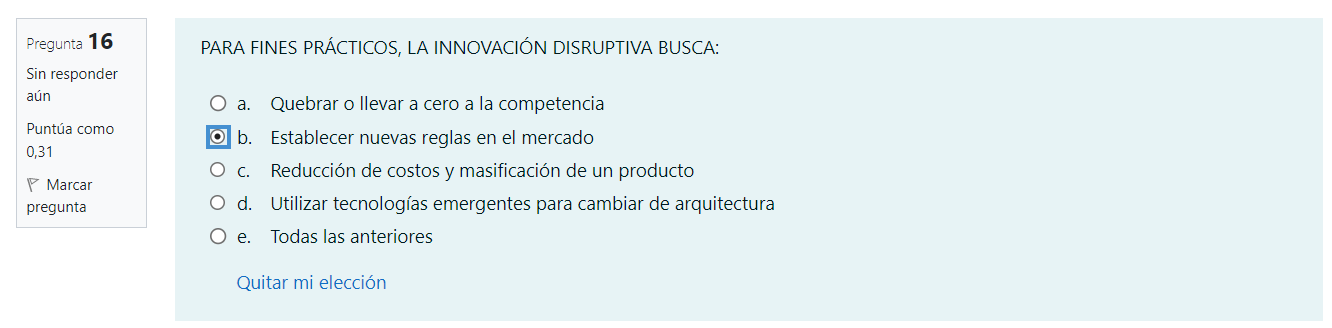 Pregunta 16
Sin responder
aún
Puntúa como
0,31
Marcar
pregunta
PARA FINES PRÁCTICOS, LA INNOVACIÓN DISRUPTIVA BUSCA:
a. Quebrar o llevar a cero a la competencia
b. Establecer nuevas reglas en el mercado
c. Reducción de costos y masificación de un producto
d. Utilizar tecnologías emergentes para cambiar de arquitectura
e. Todas las anteriores
Quitar mi elección